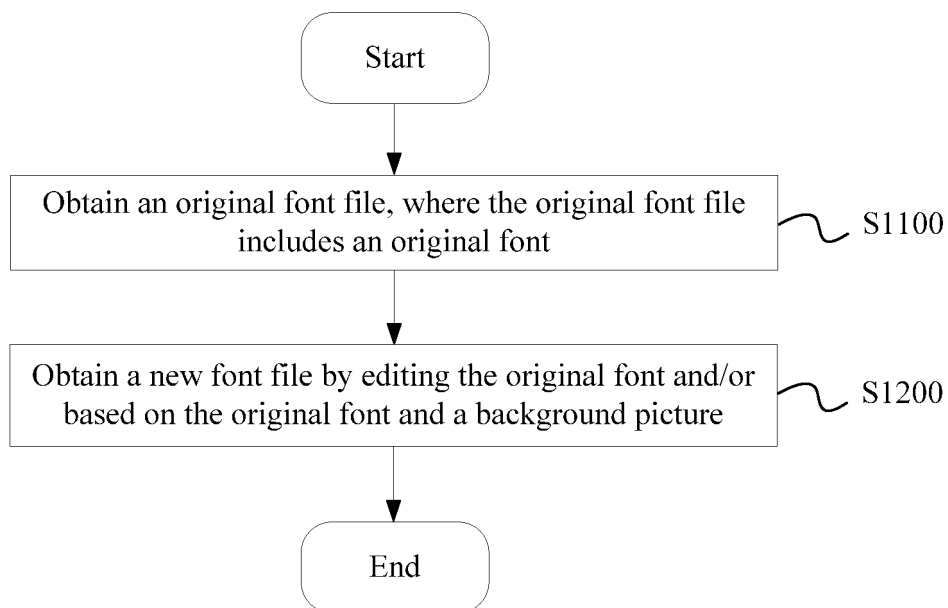 Start
Obtain an original font file, where the original font file
includes an original font
S1100
Obtain a new font file by editing the original font and/or
based on the original font and a background picture
S1200
End